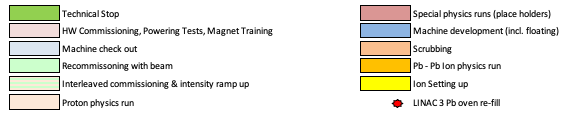 Technical Stop
HW Commissioning, Powering Tests, Magnet Training
Machine check out
Recommissoning with beam
Interleaved commissioning & intensity ramp up
Proton physics run
Special physics runs (place holders)
Machine development (incl. floating)
Scrubbing
Pb - Pb Ion physics run
Ion Setting up
LINAC 3 Pb oven re-fill